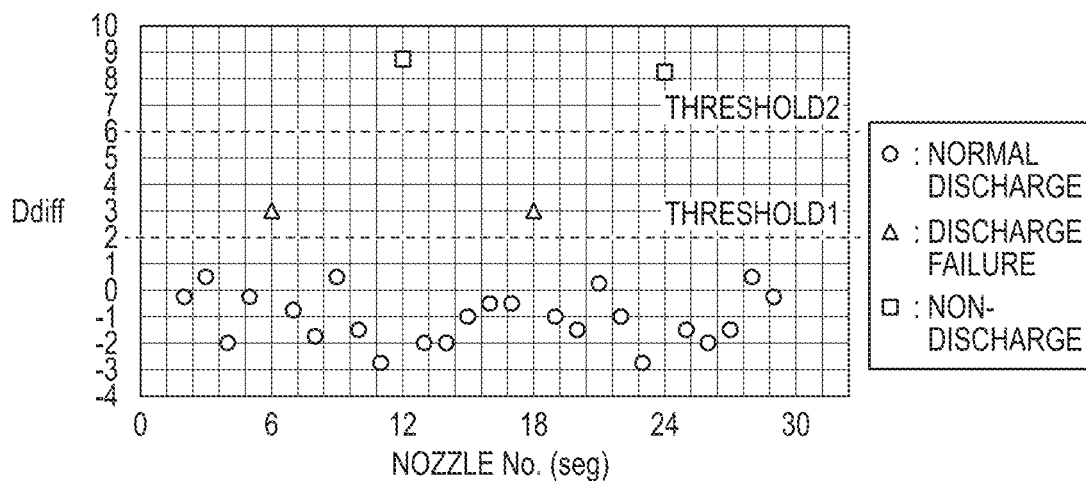 10
9
8
7
6
5
4
3
2
1
0
-1
-2
-3
-4
Ddiff
THRESHOLD2
THRESHOLD1
0 6 12 18 24 30
NOZZLE No. (seg)
: NORMAL
DISCHARGE
: DISCHARGE
FAILURE
: NON-
DISCHARGE